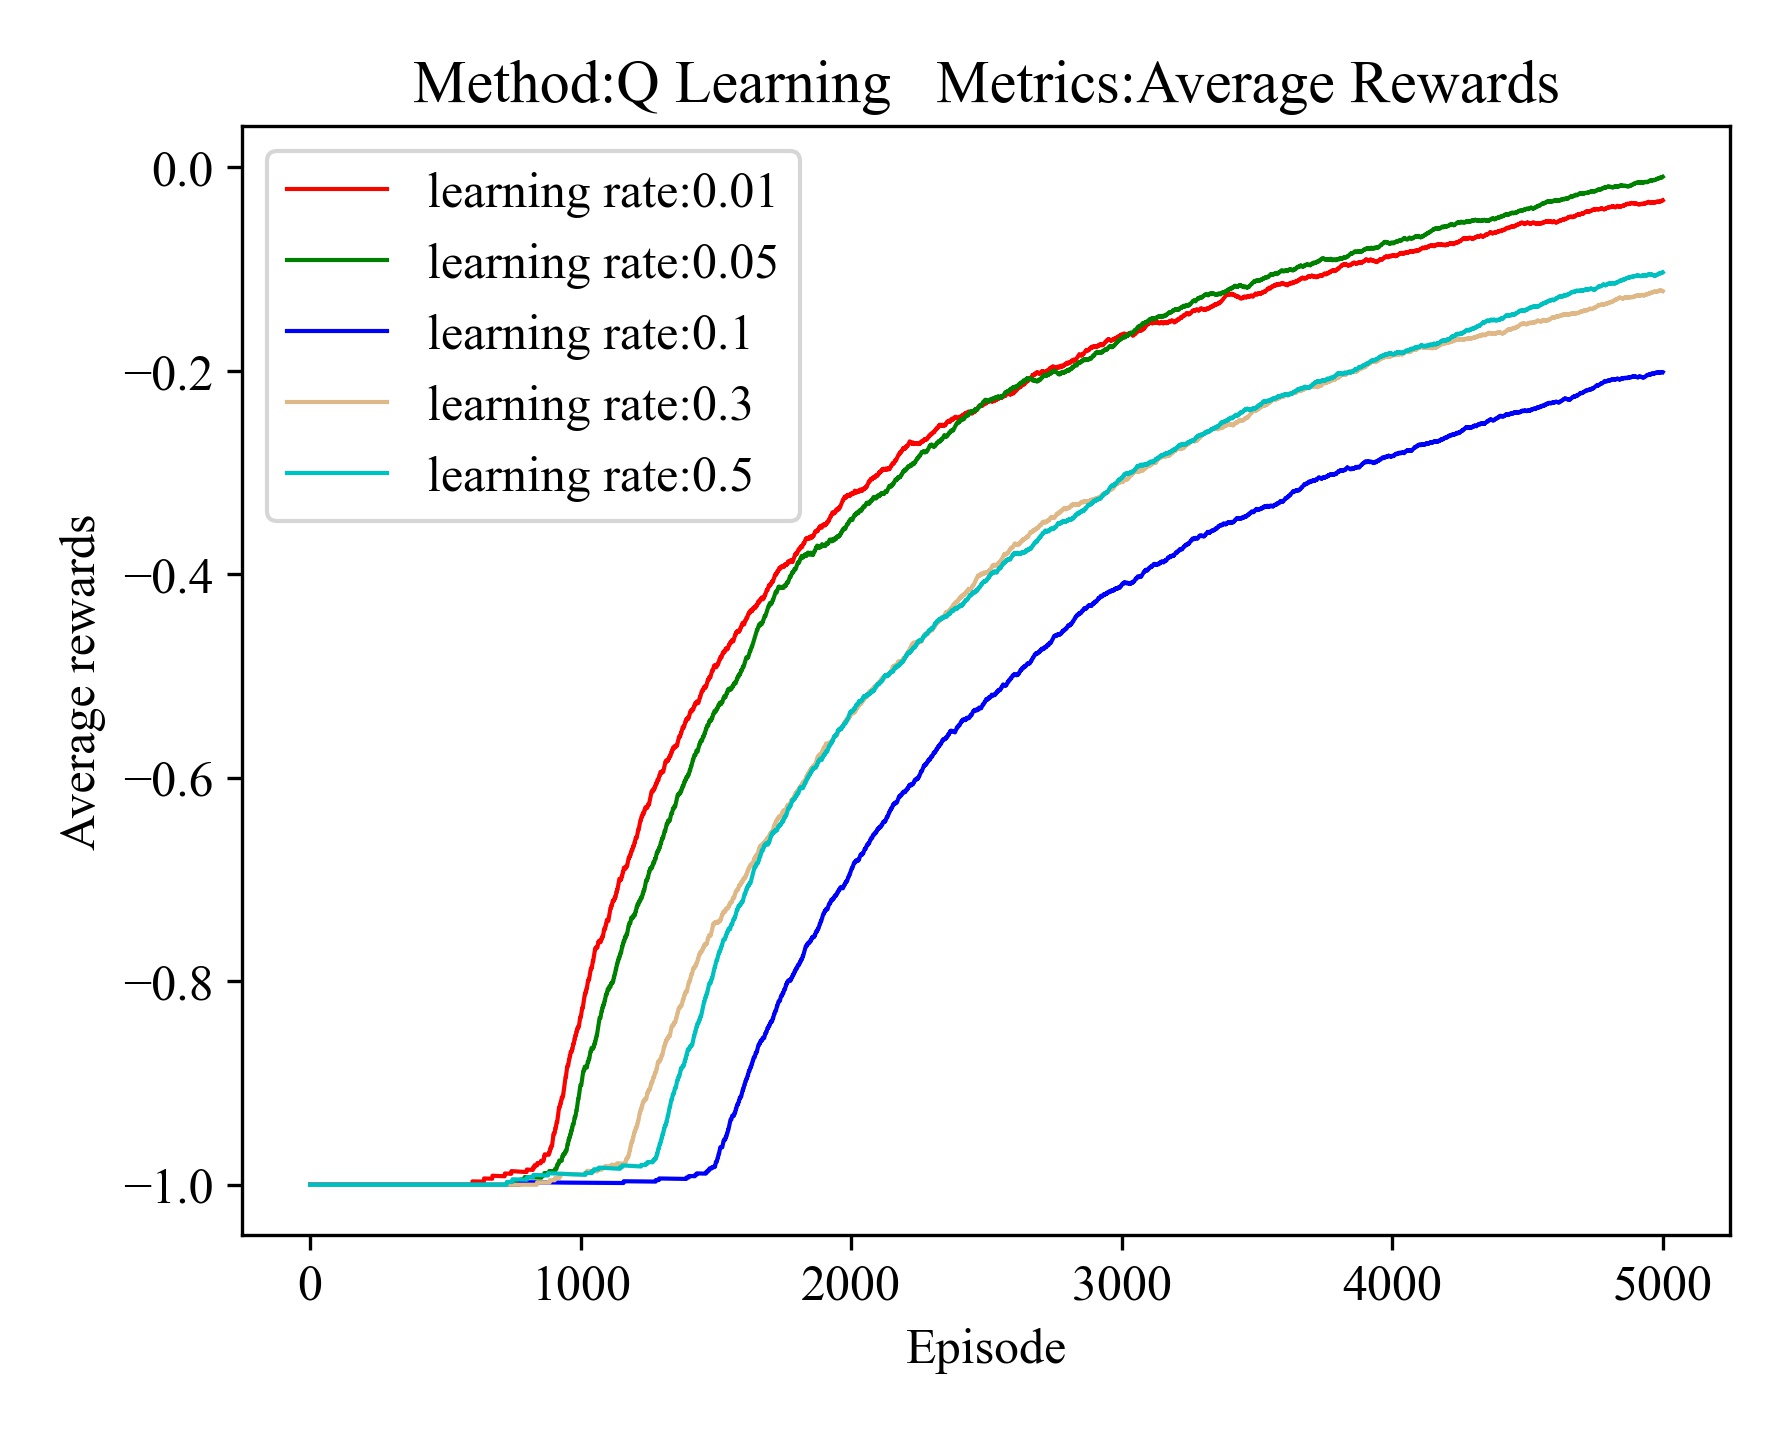 Method:Q Learning   Metrics:Average Rewards
learning rate:0.01
learning rate:0.05
learning rate:0.1
learning rate:0.3
learning rate:0.5
Average rewards
0.0
−0.2
−0.4
−0.6
−0.8
−1.0
0 1000 2000 3000 4000 5000
Episode